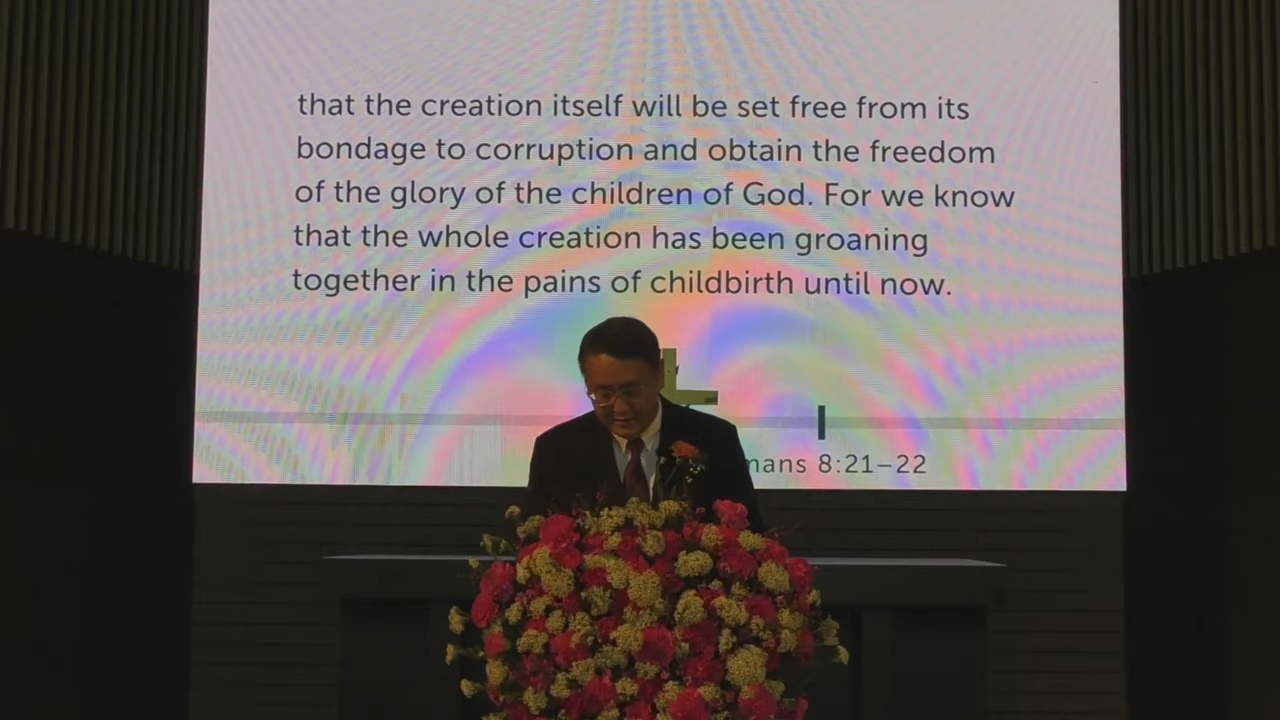 that the creation itself will be set free from its
bondage to corruption and obtain the freedom
of the glory of the children of God. For we know
that the whole creation has been groaning
together in the pains of childbirth until now.
8:21–22